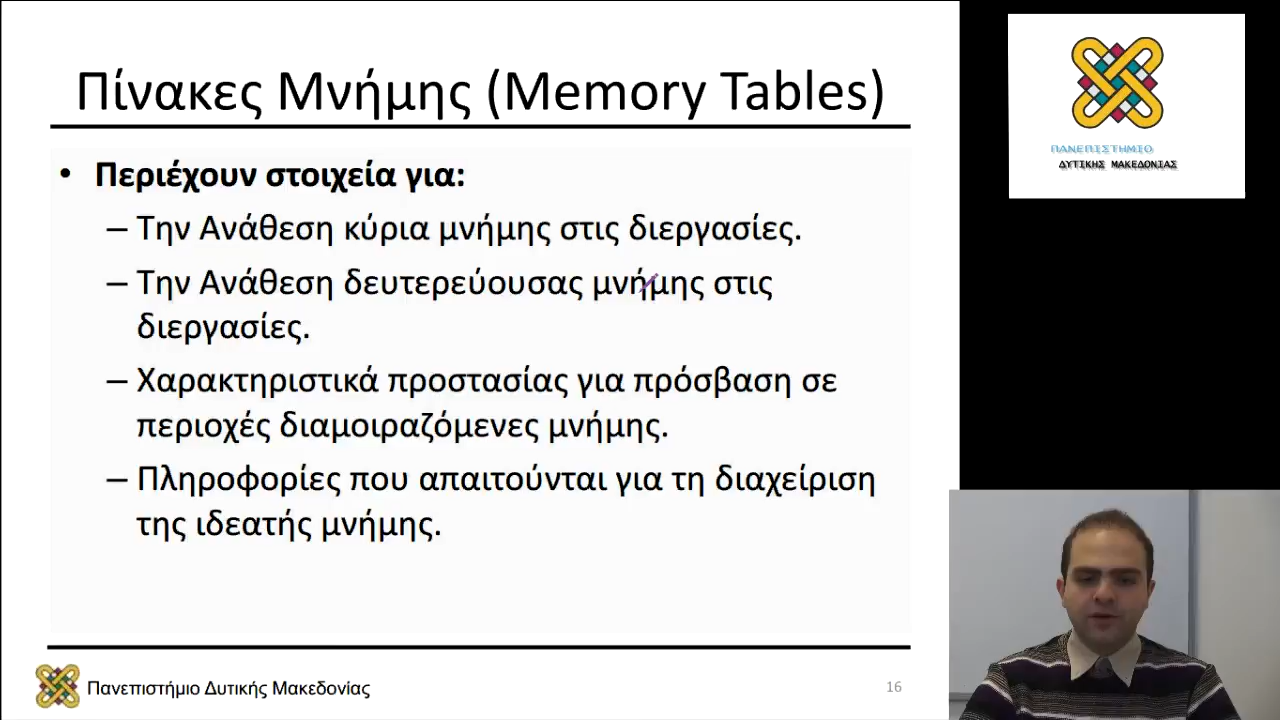 Πίνακες Μνήμης (Memory Tables)
• Περιέχουν στοιχεία για:
– Την Ανάθεση κύρια μνήμης στις διεργασίες.
– Την Ανάθεση δευτερεύουσας μνήμης στις
διεργασίες.
– Χαρακτηριστικά προστασίας για πρόσβαση σε
περιοχές διαμοιραζόμενες μνήμης.
– Πληροφορίες που απαιτούνται για τη διαχείριση
της ιδεατής μνήμης.
Πανεπιστήμιο Δυτικής Μακεδονίας
16
ΠΑΝΕΠΙΣΤΗΜΙΟ
ΔΥΤΙΚΗΣ ΜΑΚΕΔΟΝΙΑΣ